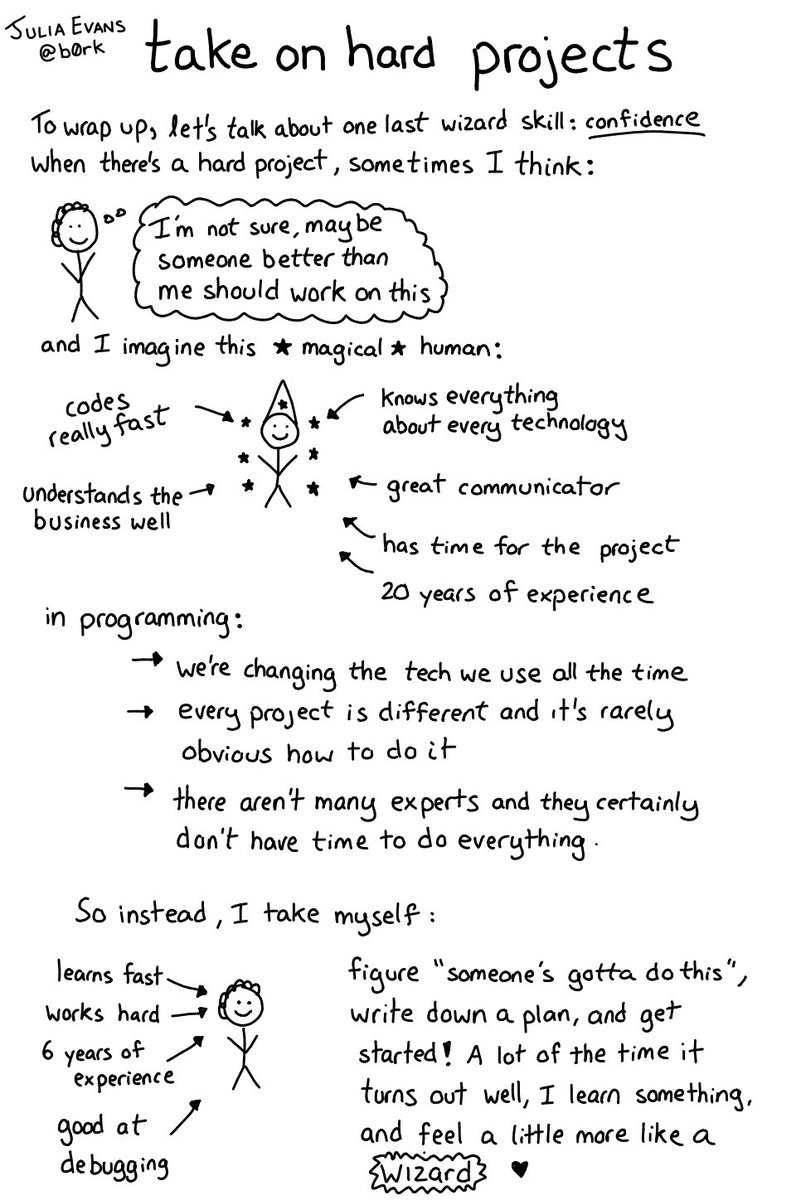 JULIA EVANS
@b0rk
take on hard projects
To wrap up, let's talk about one last wizard skill: confidence
when there's a hard project, sometimes I think:
I'm not sure, maybe
someone better than
me should work on this
and I imagine this ★ magical ★ human:
codes
really fast
knows everything
about every technology
understands the
business well
great communicator
has time for the project
20 years of experience
in programming:
→ we're changing the tech we use all the time
→ every project is different and it's rarely
obvious how to do it
→ there aren't many experts and they certainly
don't have time to do everything.
So instead, I take myself:
learns fast
works hard
6 years of
experience
good at
debugging
figure "someone's gotta do this",
write down a plan, and get
started! A lot of the time it
turns out well, I learn something,
and feel a little more like a
wizard ♥